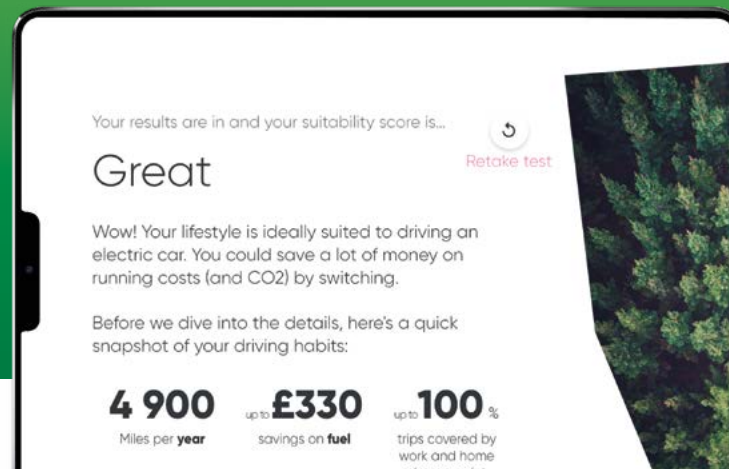 Your results are in and your suitability score is...
Retake test
Great
Wow! Your lifestyle is ideally suited to driving an
electric car. You could save a lot of money on
running costs (and CO2) by switching.
Before we dive into the details, here's a quick
snapshot of your driving habits:
4 900
Miles per year
up to £330
savings on fuel
up to 100 %
trips covered by
work and home